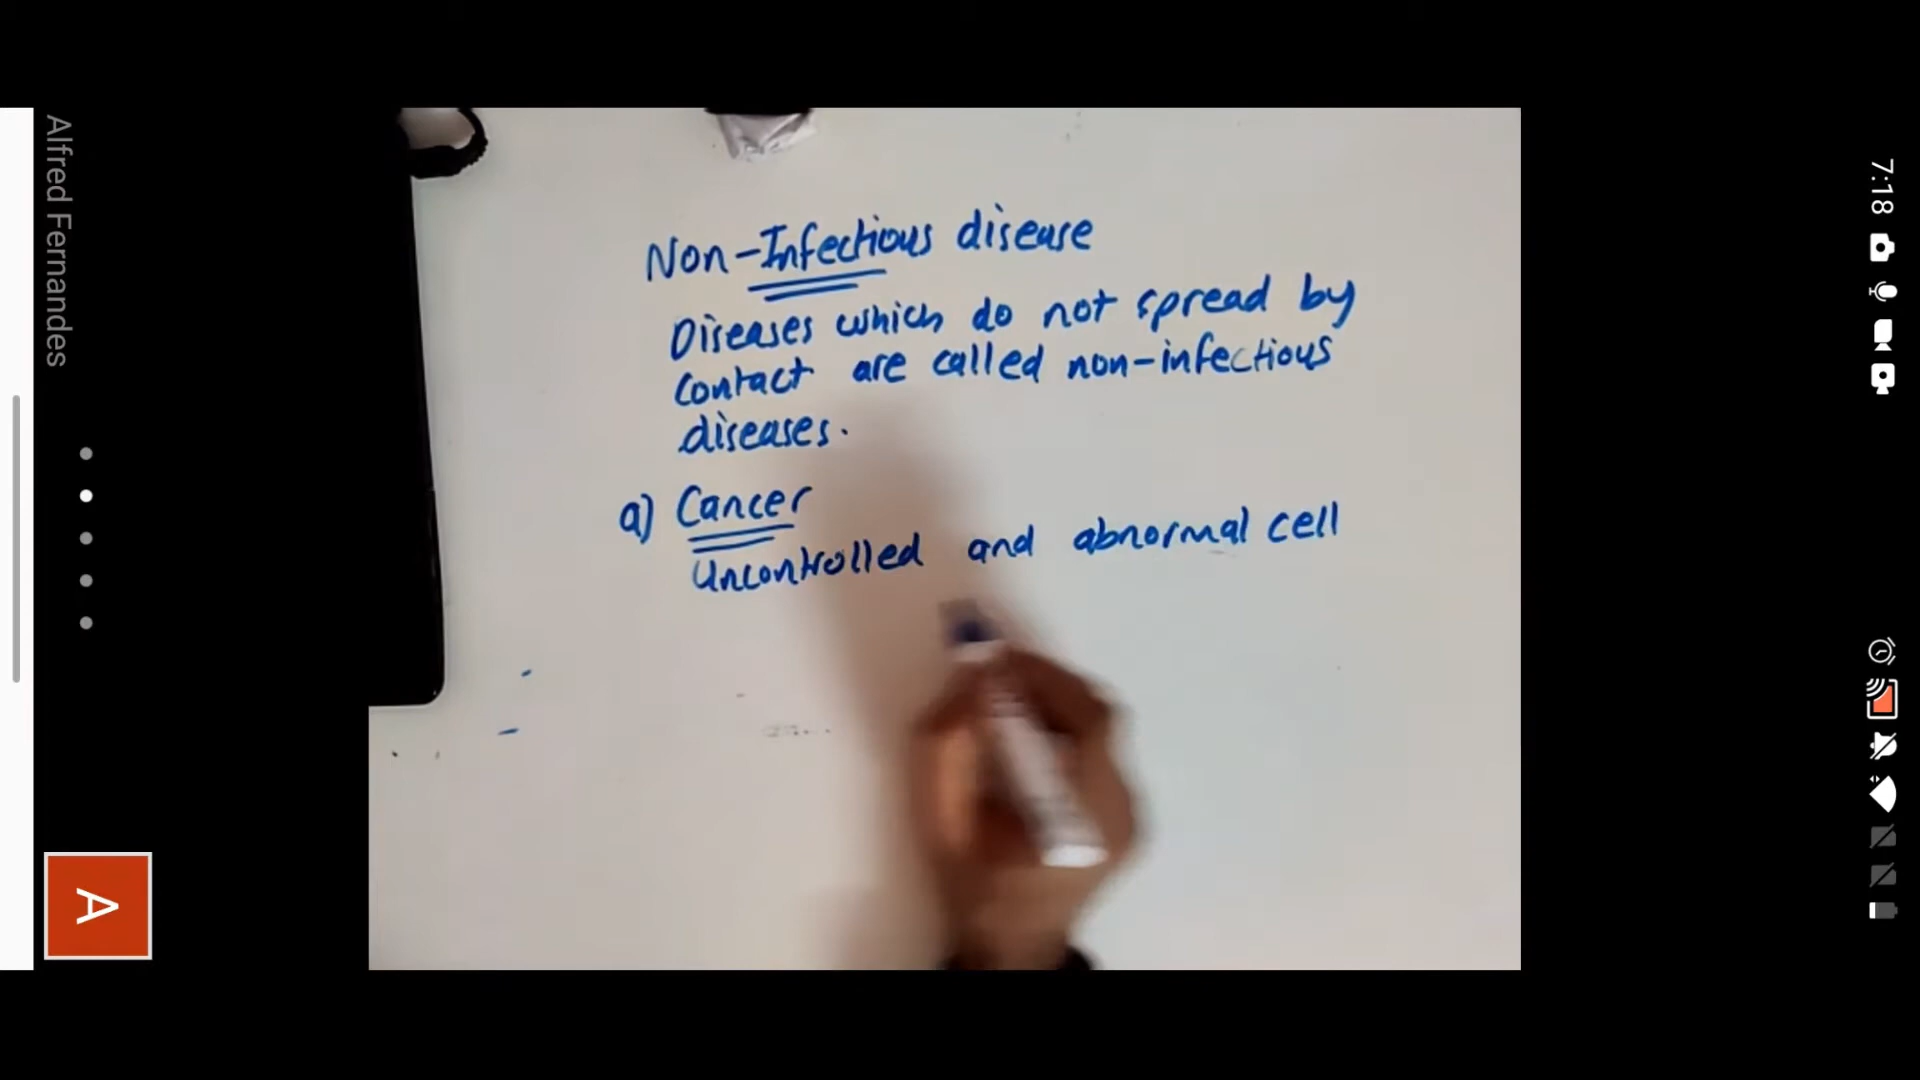 Alfred Fernandes
7:18
Non-Infectious disease
Diseases which do not spread by
contact are called non-infectious
diseases.
a) Cancer
Uncontrolled and abnormal cell
A